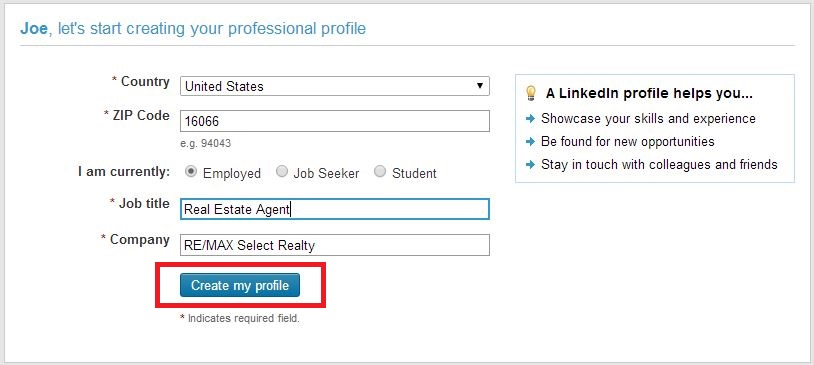 Joe, let's start creating your professional profile
* Country
United States
* ZIP Code
16066
e.g. 94043
I am currently:
Employed
Job Seeker
Student
* Job title
Real Estate Agent
* Company
RE/MAX Select Realty
Create my profile
* Indicates required field.
A LinkedIn profile helps you...
Showcase your skills and experience
Be found for new opportunities
Stay in touch with colleagues and friends